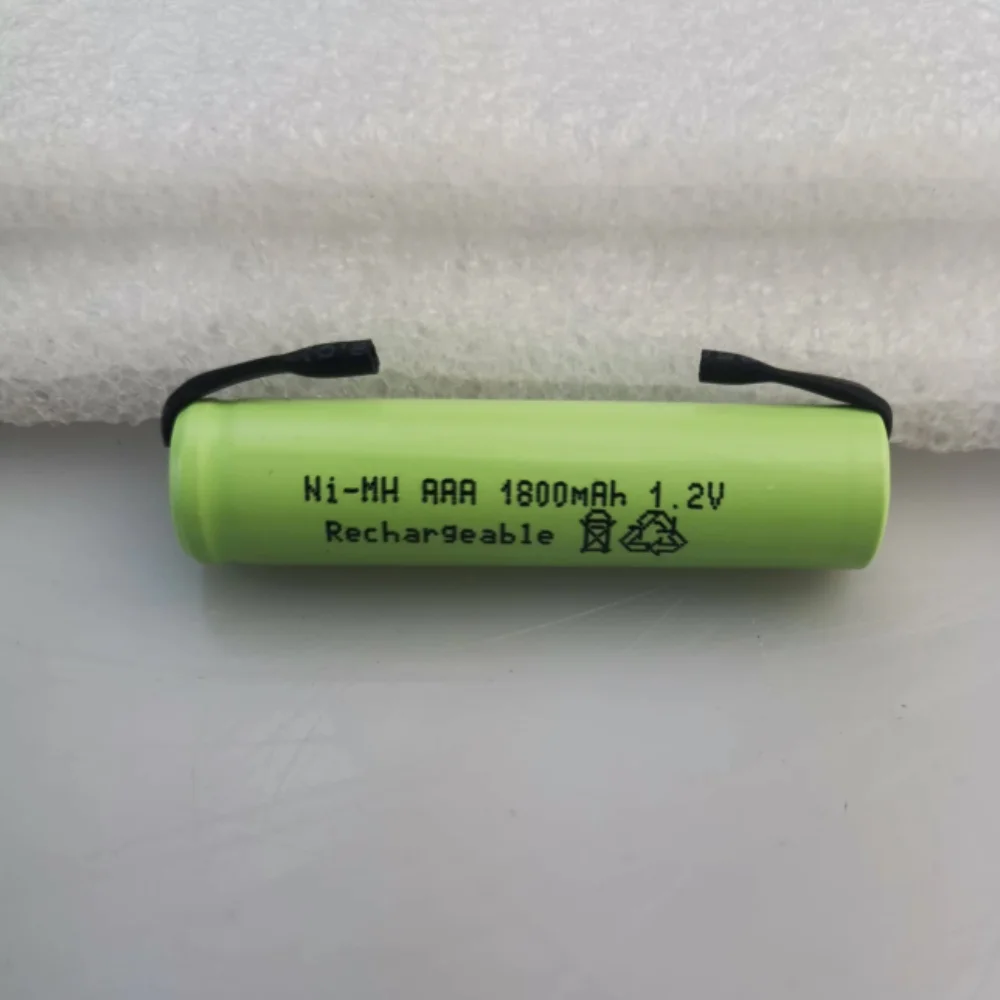 Ni-MH AAA 1800mAh 1.2V
Rechargeable